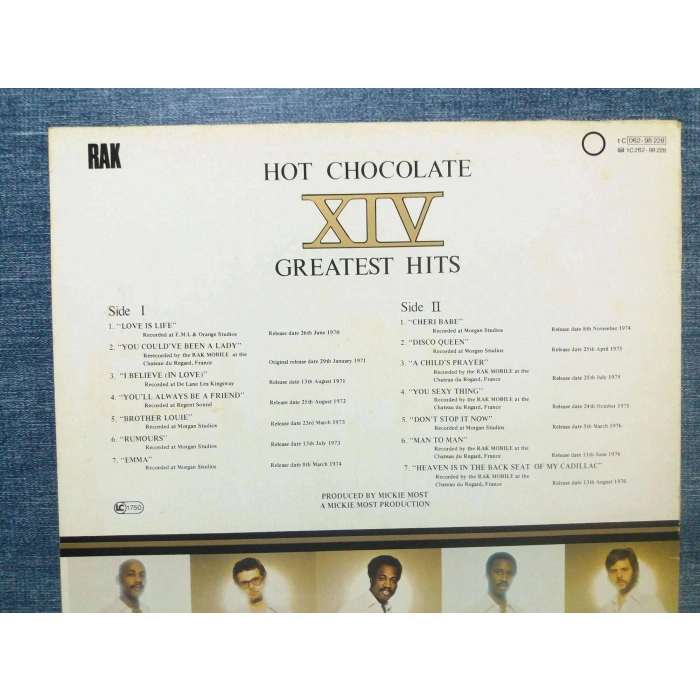 RAK
1C 062-98 228
1C 262-98 228
HOT CHOCOLATE
XIV
GREATEST HITS
Side I
1. "LOVE IS LIFE"
Recorded at E.M.I. & Orange Studios Release date 26th June 1970
2. "YOU COULD'VE BEEN A LADY"
Rerecorded by the RAK MOBILE at the
Chateau du Regard, France Original release date 29th January 1971
3. "I BELIEVE (IN LOVE)"
Recorded at De Lane Lea Kingsway Release date 13th August 1971
4. "YOU'LL ALWAYS BE A FRIEND"
Recorded at Regent Sound Release date 25th August 1972
5. "BROTHER LOUIE"
Recorded at Morgan Studios Release date 23rd March 1973
6. "RUMOURS"
Recorded at Morgan Studios Release date 13th July 1973
7. "EMMA"
Recorded at Morgan Studios Release date 8th March 1974
Side II
1. "CHERI BABE"
Recorded at Morgan Studios Release date 8th November 1974
2. "DISCO QUEEN"
Recorded at Morgan Studios Release date 25th April 1975
3. "A CHILD'S PRAYER"
Recorded by the RAK MOBILE at the
Chateau du Regard, France Release date 25th July 1975
4. "YOU SEXY THING"
Recorded by the RAK MOBILE at the
Chateau du Regard, France Release date 24th October 1975
5. "DON'T STOP IT NOW"
Recorded at Morgan Studios Release date 5th March 1976
6. "MAN TO MAN"
Recorded by the RAK MOBILE at the
Chateau du Regard, France Release date 11th June 1976
7. "HEAVEN IS IN THE BACK SEAT OF MY CADILLAC"
Recorded by the RAK MOBILE at the
Chateau du Regard, France Release date 13th August 1976
LC 1750
PRODUCED BY MICKIE MOST
A MICKIE MOST PRODUCTION